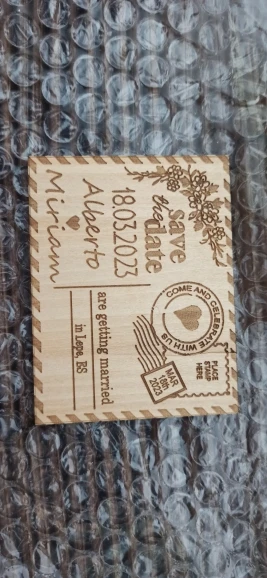 save
the date
18.03.2023
Alberto
Miriam
COME AND CELEBRATE WITH US
PLACE
STAMP
HERE
MAR
18th
2023
are getting married
in Lepe, ES